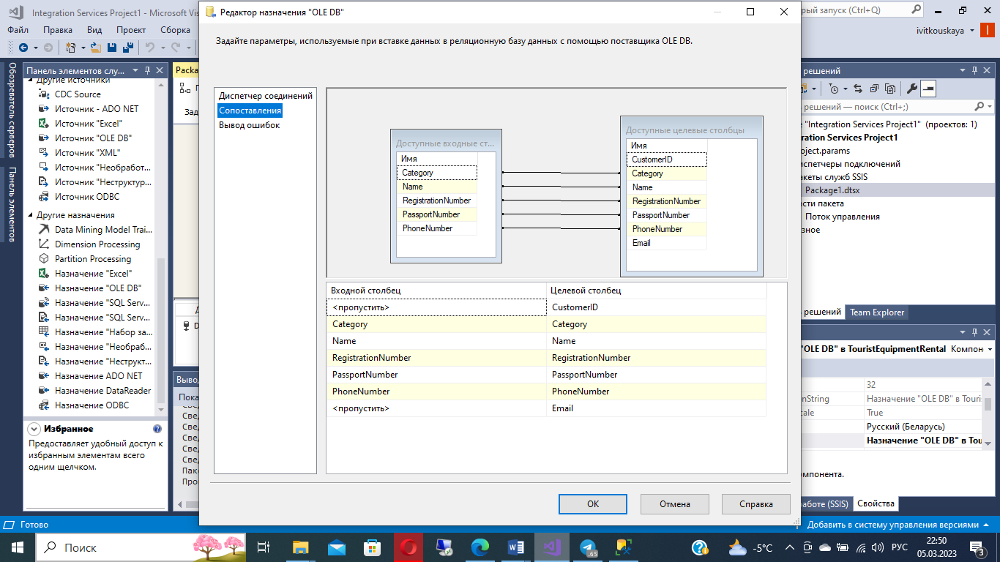 Integration Services Project1 - Microsoft Vis
Редактор назначения "OLE DB"
рый запуск (Ctrl+Q)
Файл Правка Вид Проект Сборка
ivitkouskaya
Задайте параметры, используемые при вставке данных в реляционную базу данных с помощью поставщика OLE DB.
Обозреватель серверов
Панель элементов
Панель элементов слу...
Другие источники
CDC Source
Источник - ADO NET
Источник "Excel"
Источник "OLE DB"
Источник "XML"
Источник "Необработ...
Источник "Неструктур...
Источник ODBC
Другие назначения
Data Mining Model Trai...
Dimension Processing
Partition Processing
Назначение "Excel"
Назначение "OLE DB"
Назначение "SQL Serv...
Назначение "SQL Serv...
Назначение "Набор за...
Назначение "Необраб...
Назначение "Нестрukt...
Назначение ADO NET
Назначение DataReader
Назначение ODBC
Избранное
Предоставляет удобный доступ к
избранным элементам всего
одним щелчком.
Packa
Зад
Вывод
Пока
Свед
Свед
Свед
Свед
Свед
Паке
Про
Диспетчер соединений
Сопоставления
Вывод ошибок
Доступные входные ст...
Имя
Category
Name
RegistrationNumber
PassportNumber
PhoneNumber
Доступные целевые столбцы
Имя
CustomerID
Category
Name
RegistrationNumber
PassportNumber
PhoneNumber
Email
Входной столбец Целевой столбец
<пропустить> CustomerID
Category Category
Name Name
RegistrationNumber RegistrationNumber
PassportNumber PassportNumber
PhoneNumber PhoneNumber
<пропустить> Email
OK Отмена Справка
решений
решений — поиск (Ctrl+;)
е "Integration Services Project1" (проектов: 1)
gration Services Project1
oject.params
испетчеры подключений
акеты служб SSIS
Package1.dtsx
сти пакета
Поток управления
зное
решений Team Explorer
"OLE DB" в TouristEquipmentRental Компон
32
nString Назначение "OLE DB" в Touri
cale True
Русский (Беларусь)
Назначение "OLE DB" в Tou
мпонента.
аботе (SSIS) Свойства
Готово
Добавить в систему управления версиями
Поиск
.65
-5°C
РУС
22:50
05.03.2023
3